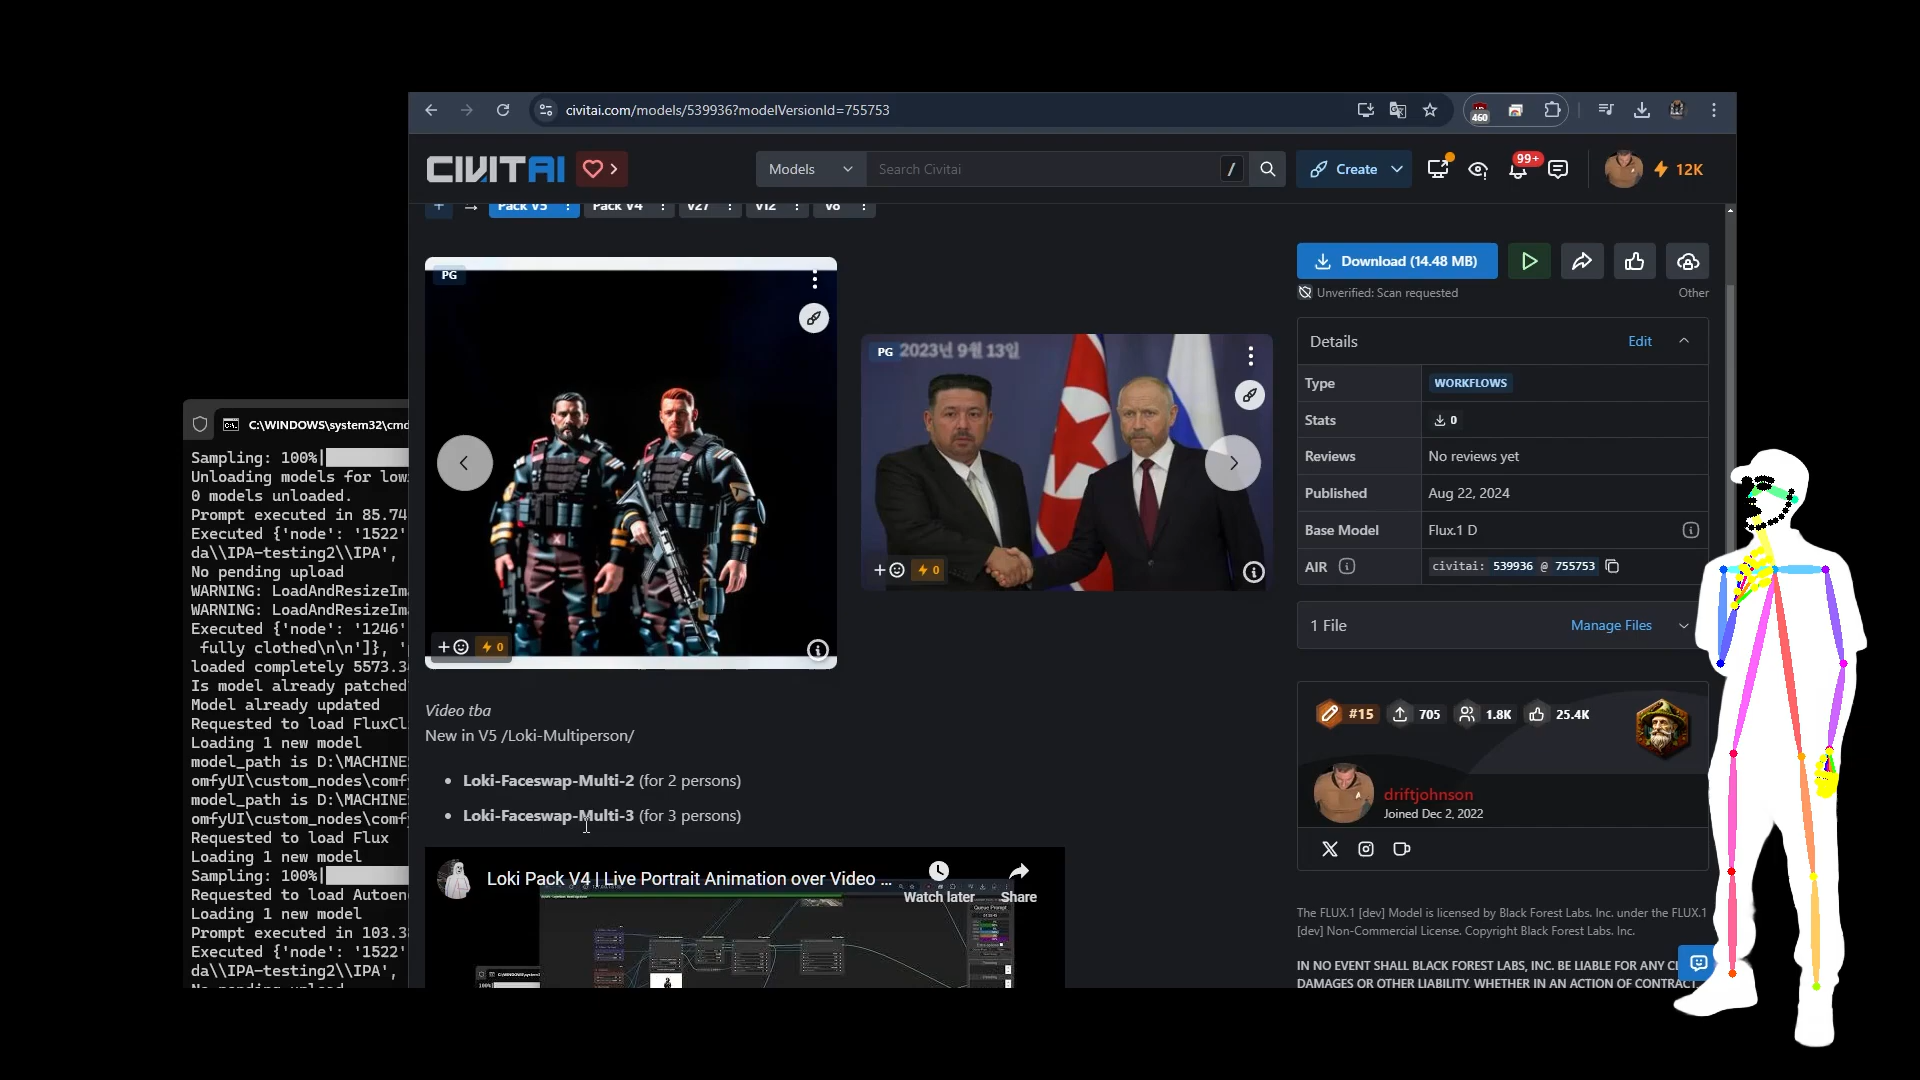 civitai.com/models/539936?modelVersionId=755753
460
CIVITAI
Models
Search Civitai
/
Create
99+
12K
Pack V5
Pack V4
V27
V12
V8
PG
PG
2023년 9월 13일
0
0
Video tba
New in V5 /Loki-Multiperson/
• Loki-Faceswap-Multi-2 (for 2 persons)
• Loki-Faceswap-Multi-3 (for 3 persons)
Loki Pack V4 | Live Portrait Animation over Video ...
Watch later
Share
Download (14.48 MB)
Unverified: Scan requested
Other
Details
Edit
Type
WORKFLOWS
Stats
0
Reviews
No reviews yet
Published
Aug 22, 2024
Base Model
Flux.1 D
AIR
civitai: 539936 @ 755753
1 File
Manage Files
#15
705
1.8K
25.4K
driftjohnson
Joined Dec 2, 2022
The FLUX.1 [dev] Model is licensed by Black Forest Labs. Inc. under the FLUX.1
[dev] Non-Commercial License. Copyright Black Forest Labs. Inc.
IN NO EVENT SHALL BLACK FOREST LABS, INC. BE LIABLE FOR ANY
DAMAGES OR OTHER LIABILITY, WHETHER IN AN ACTION OF CONTRACT,
C:\WINDOWS\system32\cmd
Sampling: 100%|
Unloading models for low
0 models unloaded.
Prompt executed in 85.74
Executed {'node': '1522'
da\\IPA-testing2\\IPA',
No pending upload
WARNING: LoadAndResizeIm
WARNING: LoadAndResizeIm
Executed {'node': '1246'
fully clothed\n\n']}, '
loaded completely 5573.3
Is model already patched
Model already updated
Requested to load FluxCl
Loading 1 new model
model_path is D:\MACHINE
omfyUI\custom_nodes\comf
model_path is D:\MACHINE
omfyUI\custom_nodes\comf
Requested to load Flux
Loading 1 new model
Sampling: 100%|
Requested to load Autoen
Loading 1 new model
Prompt executed in 103.3
Executed {'node': '1522'
da\\IPA-testing2\\IPA',